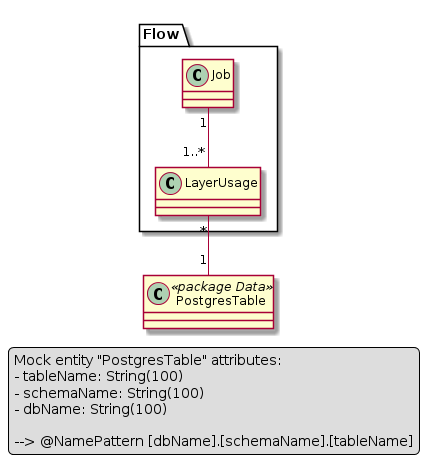 Flow
C Job
1
1..*
C LayerUsage
*
1
C «package Data»
PostgresTable
Mock entity "PostgresTable" attributes:
- tableName: String(100)
- schemaName: String(100)
- dbName: String(100)
--> @NamePattern [dbName].[schemaName].[tableName]